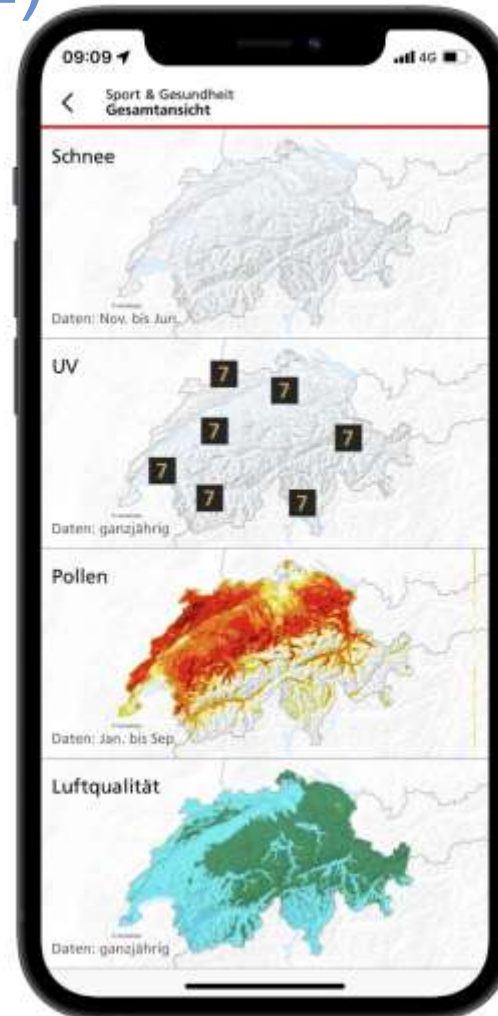 09:09
4G
Sport & Gesundheit
Gesamtansicht
Schnee
Daten: Nov. bis Jun.
UV
7
7
7
7
7
7
7
Daten: ganzjährig
Pollen
Daten: Jan. bis Sep
Luftqualität
Daten: ganzjährig